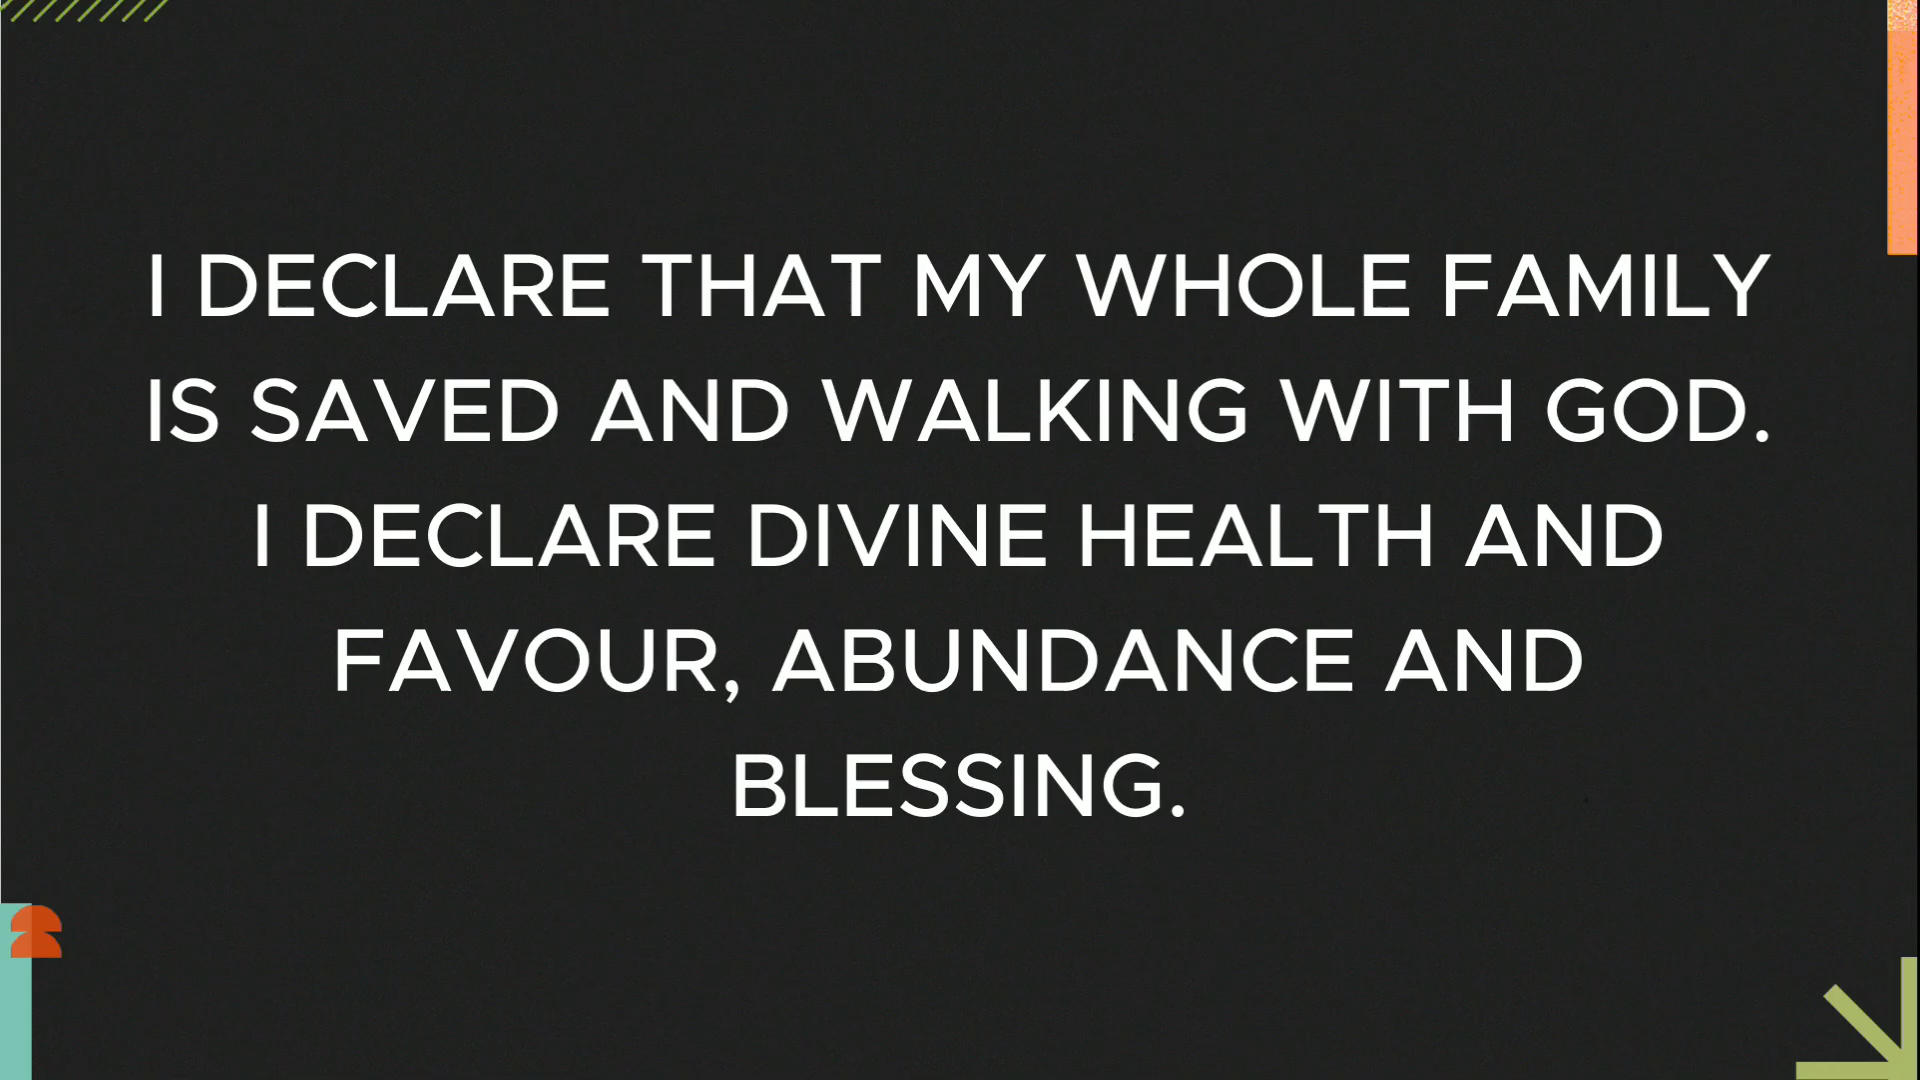 I DECLARE THAT MY WHOLE FAMILY
IS SAVED AND WALKING WITH GOD.
I DECLARE DIVINE HEALTH AND
FAVOUR, ABUNDANCE AND
BLESSING.